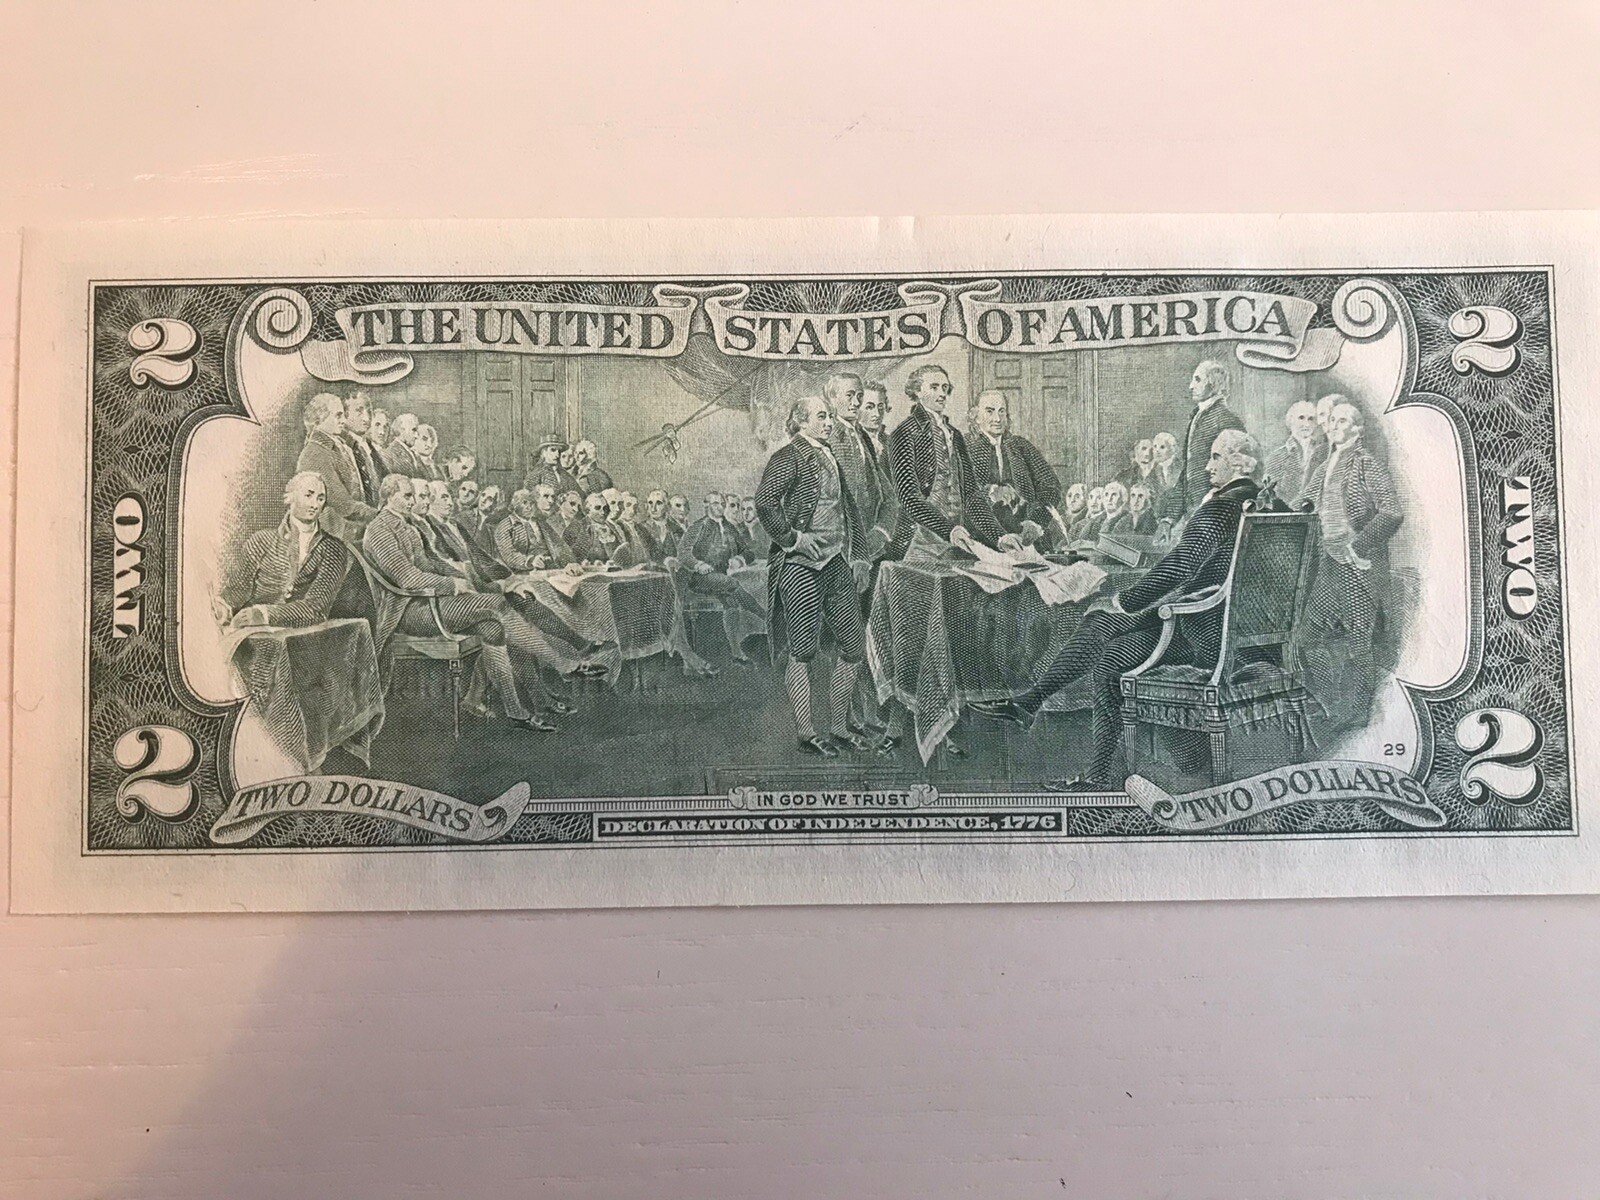 THE UNITED STATES OF AMERICA
2
2
TWO
TWO
29
2
2
TWO DOLLARS
IN GOD WE TRUST
TWO DOLLARS
DECLARATION OF INDEPENDENCE, 1776